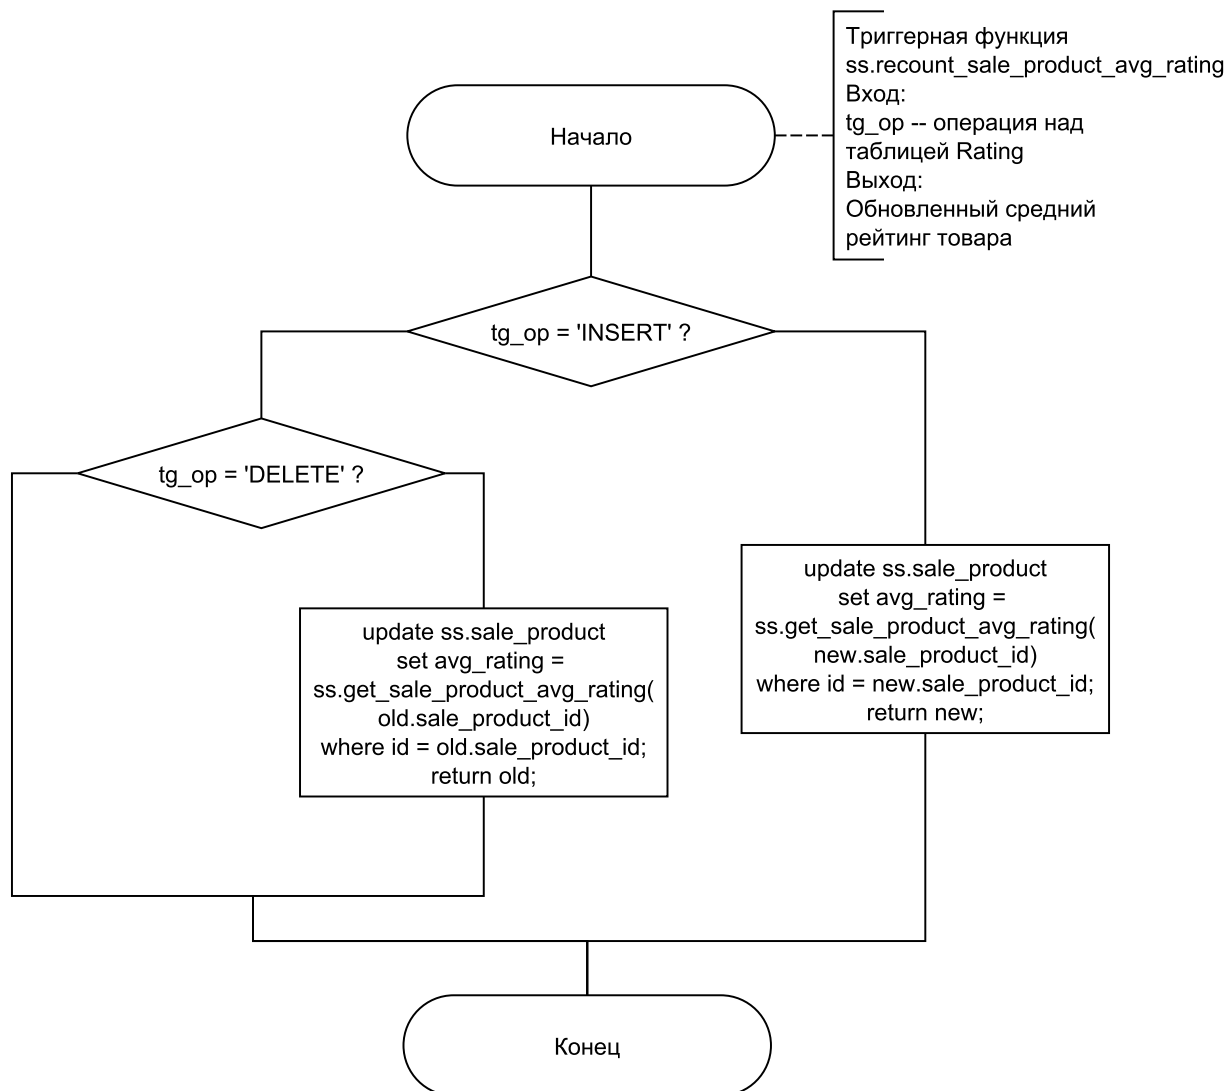 Триггерная функция
ss.recount_sale_product_avg_rating
Вход:
tg_op -- операция над
таблицей Rating
Выход:
Обновленный средний
рейтинг товара
Начало
tg_op = 'INSERT' ?
tg_op = 'DELETE' ?
update ss.sale_product
set avg_rating =
ss.get_sale_product_avg_rating(
new.sale_product_id)
where id = new.sale_product_id;
return new;
update ss.sale_product
set avg_rating =
ss.get_sale_product_avg_rating(
old.sale_product_id)
where id = old.sale_product_id;
return old;
Конец